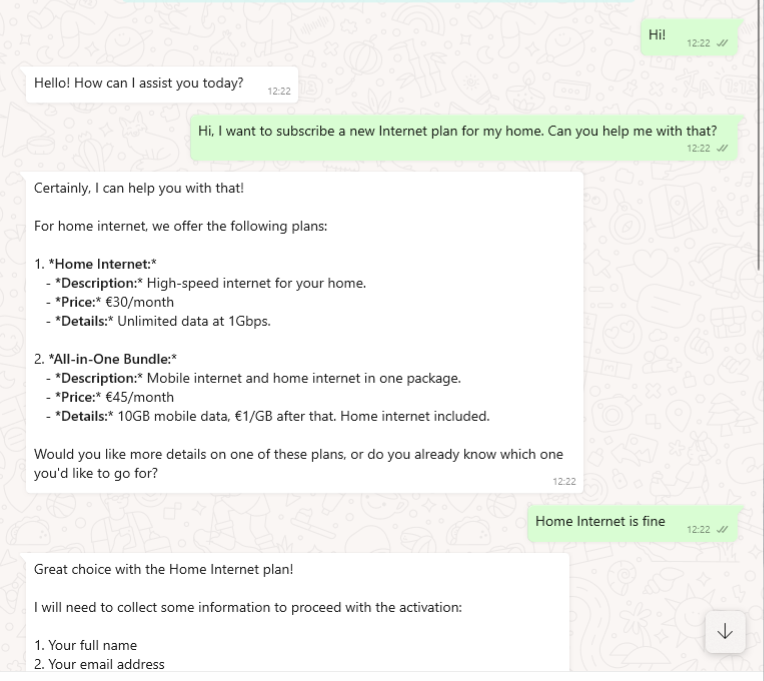 Hi!
12:22
Hello! How can I assist you today?
12:22
Hi, I want to subscribe a new Internet plan for my home. Can you help me with that?
12:22
Certainly, I can help you with that!
For home internet, we offer the following plans:
1. *Home Internet:*
- *Description:* High-speed internet for your home.
- *Price:* €30/month
- *Details:* Unlimited data at 1Gbps.
2. *All-in-One Bundle:*
- *Description:* Mobile internet and home internet in one package.
- *Price:* €45/month
- *Details:* 10GB mobile data, €1/GB after that. Home internet included.
Would you like more details on one of these plans, or do you already know which one
you'd like to go for?
12:22
Home Internet is fine
12:22
Great choice with the Home Internet plan!
I will need to collect some information to proceed with the activation:
1. Your full name
2. Your email address